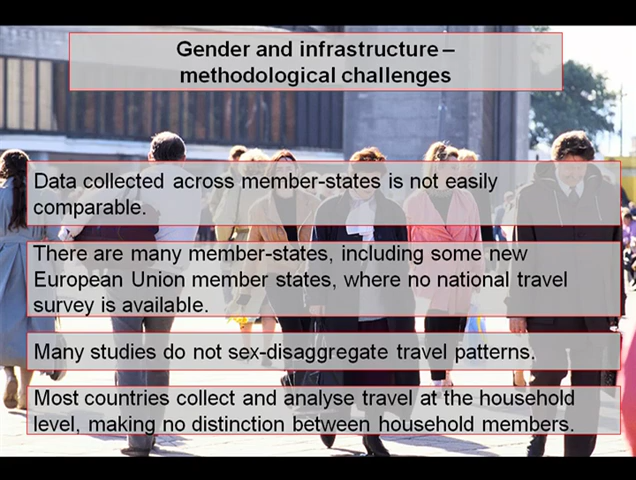 Gender and infrastructure –
methodological challenges
Data collected across member-states is not easily
comparable.
There are many member-states, including some new
European Union member states, where no national travel
survey is available.
Many studies do not sex-disaggregate travel patterns.
Most countries collect and analyse travel at the household
level, making no distinction between household members.